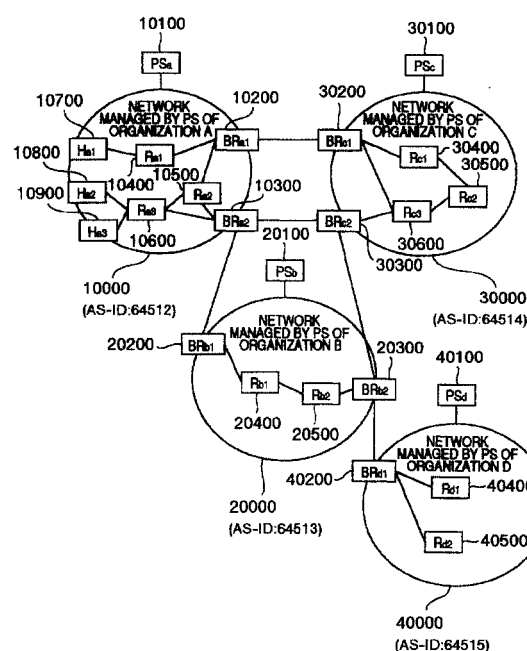 10100
30100
PSa
PSc
10700
10200
30200
NETWORK
MANAGED BY PS OF
ORGANIZATION A
NETWORK
MANAGED BY PS OF
ORGANIZATION C
10800
Ha1
Ra1
BRa1
BRc1
Rc1
30400
10900
10400
10500
10300
30500
Ha2
Ra2
Rc2
Ha3
Ra3
BRa2
BRc2
Rc3
10600
20100
30600
30300
10000
(AS-ID:64512)
PSb
30000
(AS-ID:64514)
20200
NETWORK
MANAGED BY PS OF
ORGANIZATION B
20300
40100
BRb1
PSd
Rb1
Rb2
BRb2
20400
20500
NETWORK
MANAGED BY PS OF
ORGANIZATION D
40200
BRd1
40400
Rd1
20000
(AS-ID:64513)
Rd2
40500
40000
(AS-ID:64515)